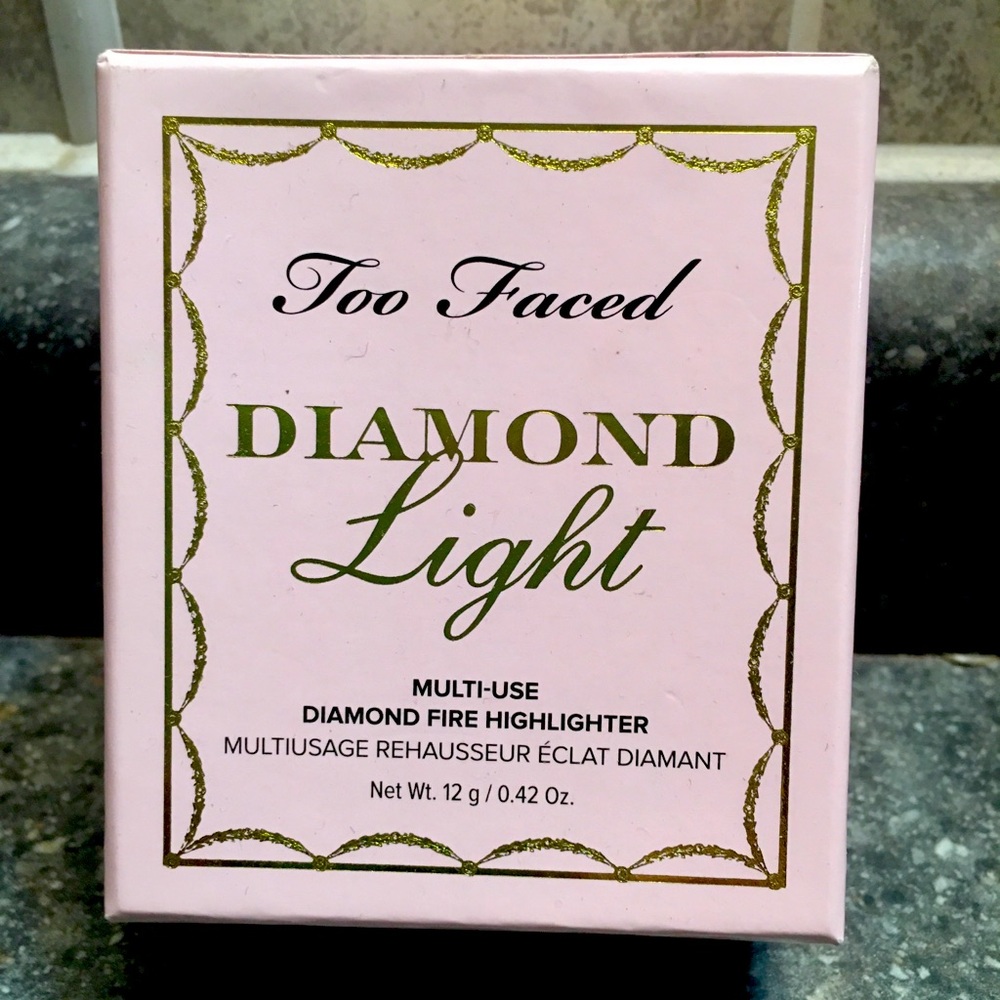 Too Faced
DIAMOND
Light
MULTI-USE
DIAMOND FIRE HIGHLIGHTER
MULTIUSAGE REHAUSSEUR ÉCLAT DIAMANT
Net Wt. 12 g / 0.42 Oz.